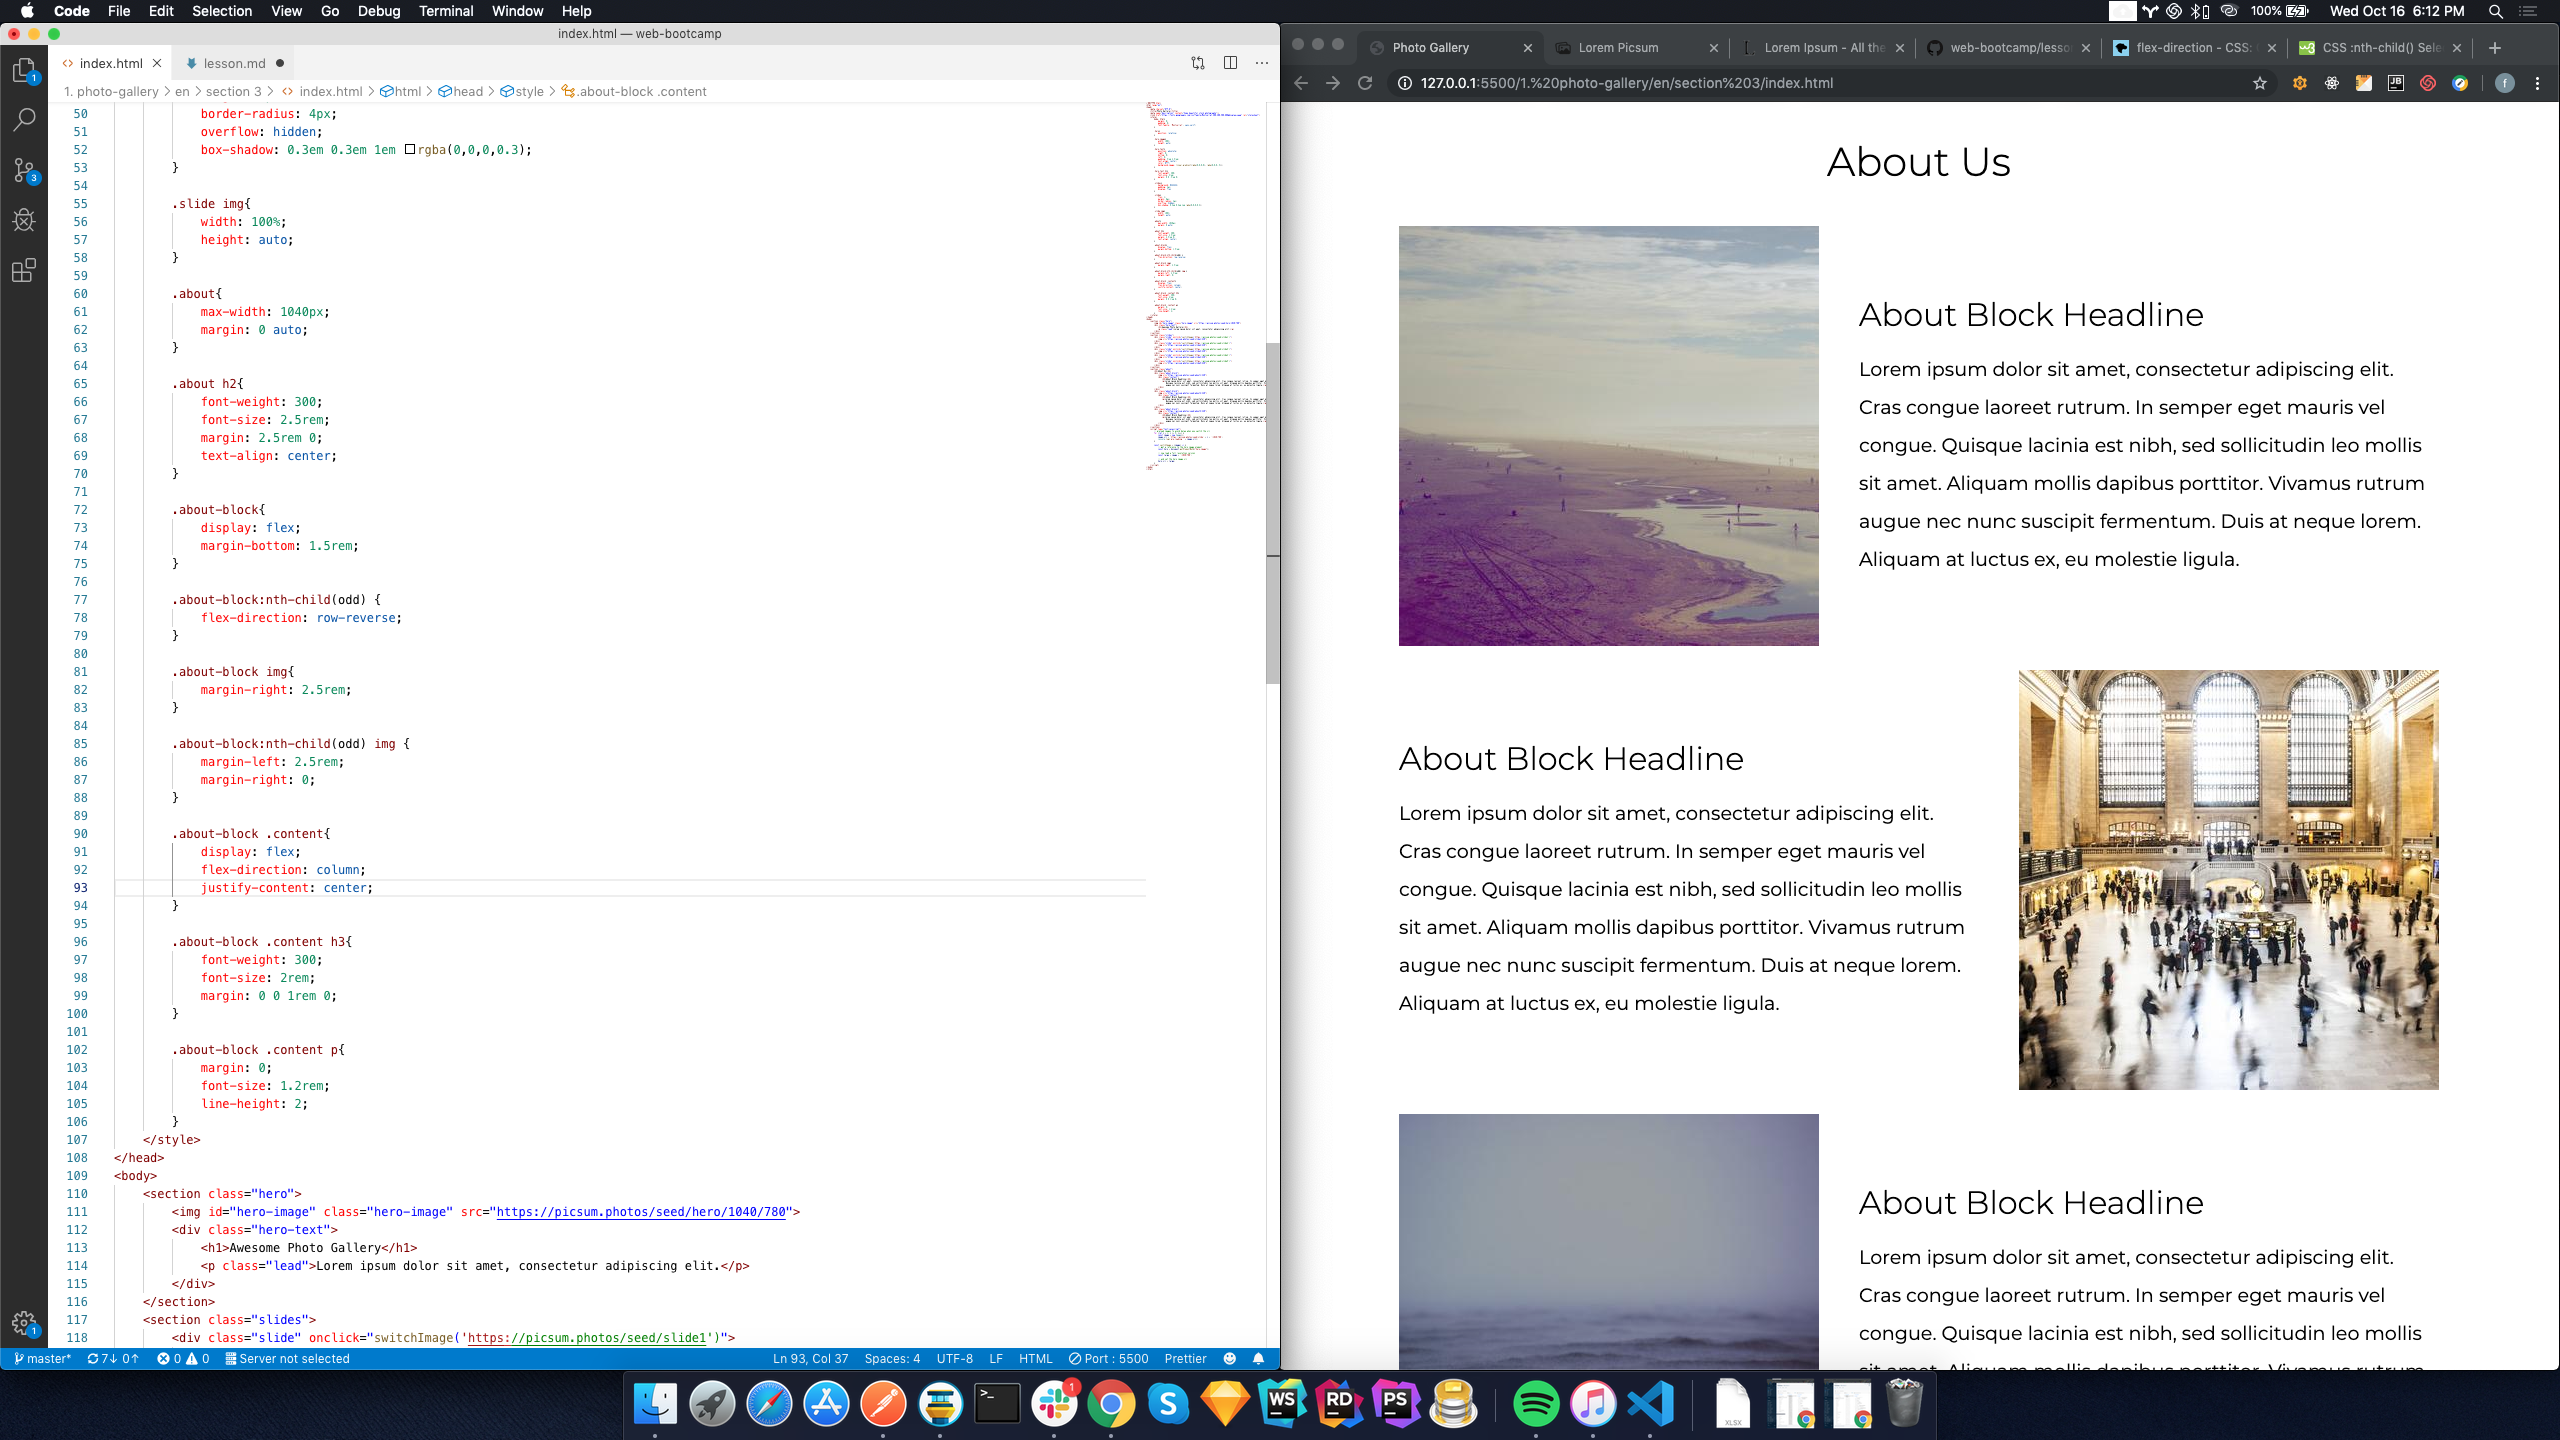 Code File Edit Selection View Go Debug Terminal Window Help
100% Wed Oct 16 6:12 PM
index.html — web-bootcamp
index.html
lesson.md
1. photo-gallery > en > section 3 > index.html > html > head > style > .about-block .content
50 border-radius: 4px;
51 overflow: hidden;
52 box-shadow: 0.3em 0.3em 1em rgba(0,0,0,0.3);
53 }
54
55 .slide img{
56 width: 100%;
57 height: auto;
58 }
59
60 .about{
61 max-width: 1040px;
62 margin: 0 auto;
63 }
64
65 .about h2{
66 font-weight: 300;
67 font-size: 2.5rem;
68 margin: 2.5rem 0;
69 text-align: center;
70 }
71
72 .about-block{
73 display: flex;
74 margin-bottom: 1.5rem;
75 }
76
77 .about-block:nth-child(odd) {
78 flex-direction: row-reverse;
79 }
80
81 .about-block img{
82 margin-right: 2.5rem;
83 }
84
85 .about-block:nth-child(odd) img {
86 margin-left: 2.5rem;
87 margin-right: 0;
88 }
89
90 .about-block .content{
91 display: flex;
92 flex-direction: column;
93 justify-content: center;
94 }
95
96 .about-block .content h3{
97 font-weight: 300;
98 font-size: 2rem;
99 margin: 0 0 1rem 0;
100 }
101
102 .about-block .content p{
103 margin: 0;
104 font-size: 1.2rem;
105 line-height: 2;
106 }
107 </style>
108 </head>
109 <body>
110 <section class="hero">
111 <img id="hero-image" class="hero-image" src="https://picsum.photos/seed/hero/1040/780">
112 <div class="hero-text">
113 <h1>Awesome Photo Gallery</h1>
114 <p class="lead">Lorem ipsum dolor sit amet, consectetur adipiscing elit.</p>
115 </div>
116 </section>
117 <section class="slides">
118 <div class="slide" onclick="switchImage('https://picsum.photos/seed/slide1')">
1
3
1
master* 7↓ 0↑ 0 0 Server not selected
Ln 93, Col 37 Spaces: 4 UTF-8 LF HTML Port : 5500 Prettier
Photo Gallery
Lorem Picsum
Lorem Ipsum - All the
web-bootcamp/lesso
flex-direction - CSS:
CSS :nth-child() Sele
127.0.0.1:5500/1.%20photo-gallery/en/section%203/index.html
JB
f
About Us
About Block Headline
Lorem ipsum dolor sit amet, consectetur adipiscing elit.
Cras congue laoreet rutrum. In semper eget mauris vel
congue. Quisque lacinia est nibh, sed sollicitudin leo mollis
sit amet. Aliquam mollis dapibus porttitor. Vivamus rutrum
augue nec nunc suscipit fermentum. Duis at neque lorem.
Aliquam at luctus ex, eu molestie ligula.
About Block Headline
Lorem ipsum dolor sit amet, consectetur adipiscing elit.
Cras congue laoreet rutrum. In semper eget mauris vel
congue. Quisque lacinia est nibh, sed sollicitudin leo mollis
sit amet. Aliquam mollis dapibus porttitor. Vivamus rutrum
augue nec nunc suscipit fermentum. Duis at neque lorem.
Aliquam at luctus ex, eu molestie ligula.
About Block Headline
Lorem ipsum dolor sit amet, consectetur adipiscing elit.
Cras congue laoreet rutrum. In semper eget mauris vel
congue. Quisque lacinia est nibh, sed sollicitudin leo mollis
sit amet. Aliquam mollis dapibus porttitor. Vivamus rutrum
>_
1
S
WS
RD
PS
XLSX